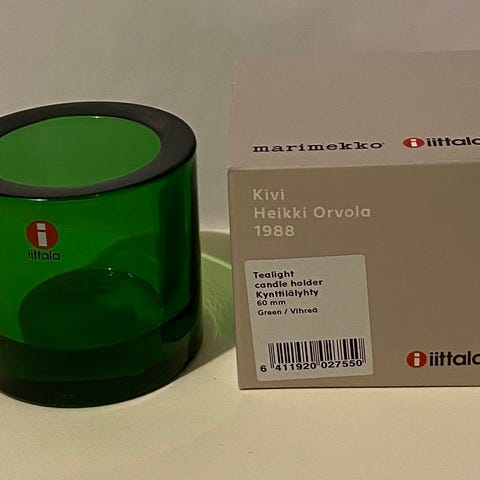 i
iittala
marimekko®
i iittala
Kivi
Heikki Orvola
1988
Tealight
candle holder
Kynttilälyhty
60 mm
Green / Vihreä
6 411920 027550
i iittala